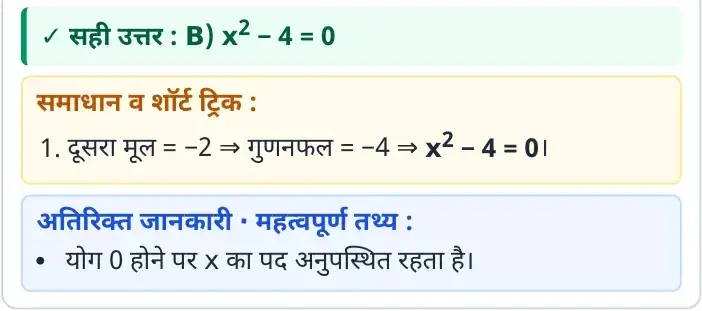 ✓ सही उत्तर : B) x² − 4 = 0
समाधान व शॉर्ट ट्रिक :
1. दूसरा मूल = −2 ⇒ गुणनफल = −4 ⇒ x² − 4 = 0।
अतिरिक्त जानकारी · महत्वपूर्ण तथ्य :
• योग 0 होने पर x का पद अनुपस्थित रहता है।